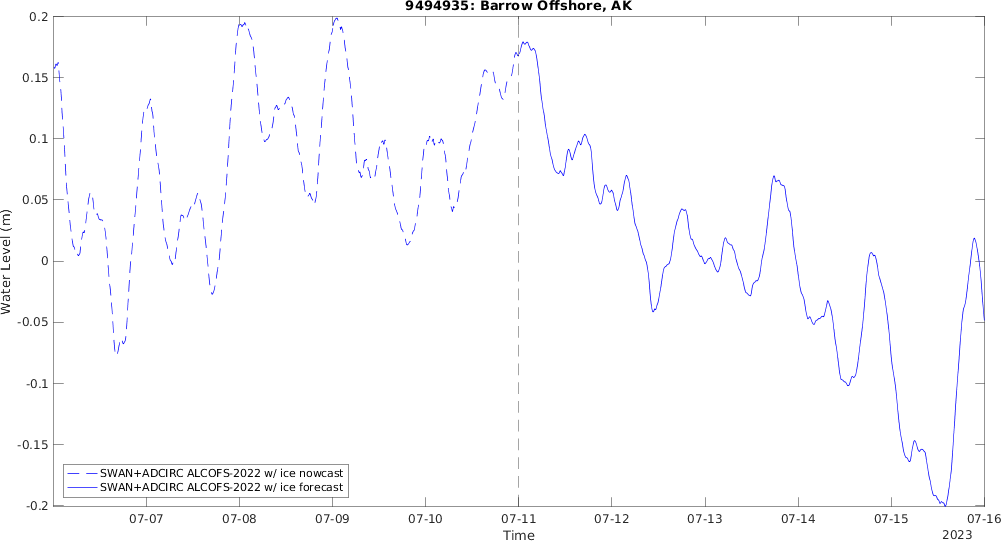 9494935: Barrow Offshore, AK
Water Level (m)
0.2
0.15
0.1
0.05
0
-0.05
-0.1
-0.15
-0.2
SWAN+ADCIRC ALCOFS-2022 w/ ice nowcast
SWAN+ADCIRC ALCOFS-2022 w/ ice forecast
07-07 07-08 07-09 07-10 07-11 07-12 07-13 07-14 07-15 07-16
Time
2023